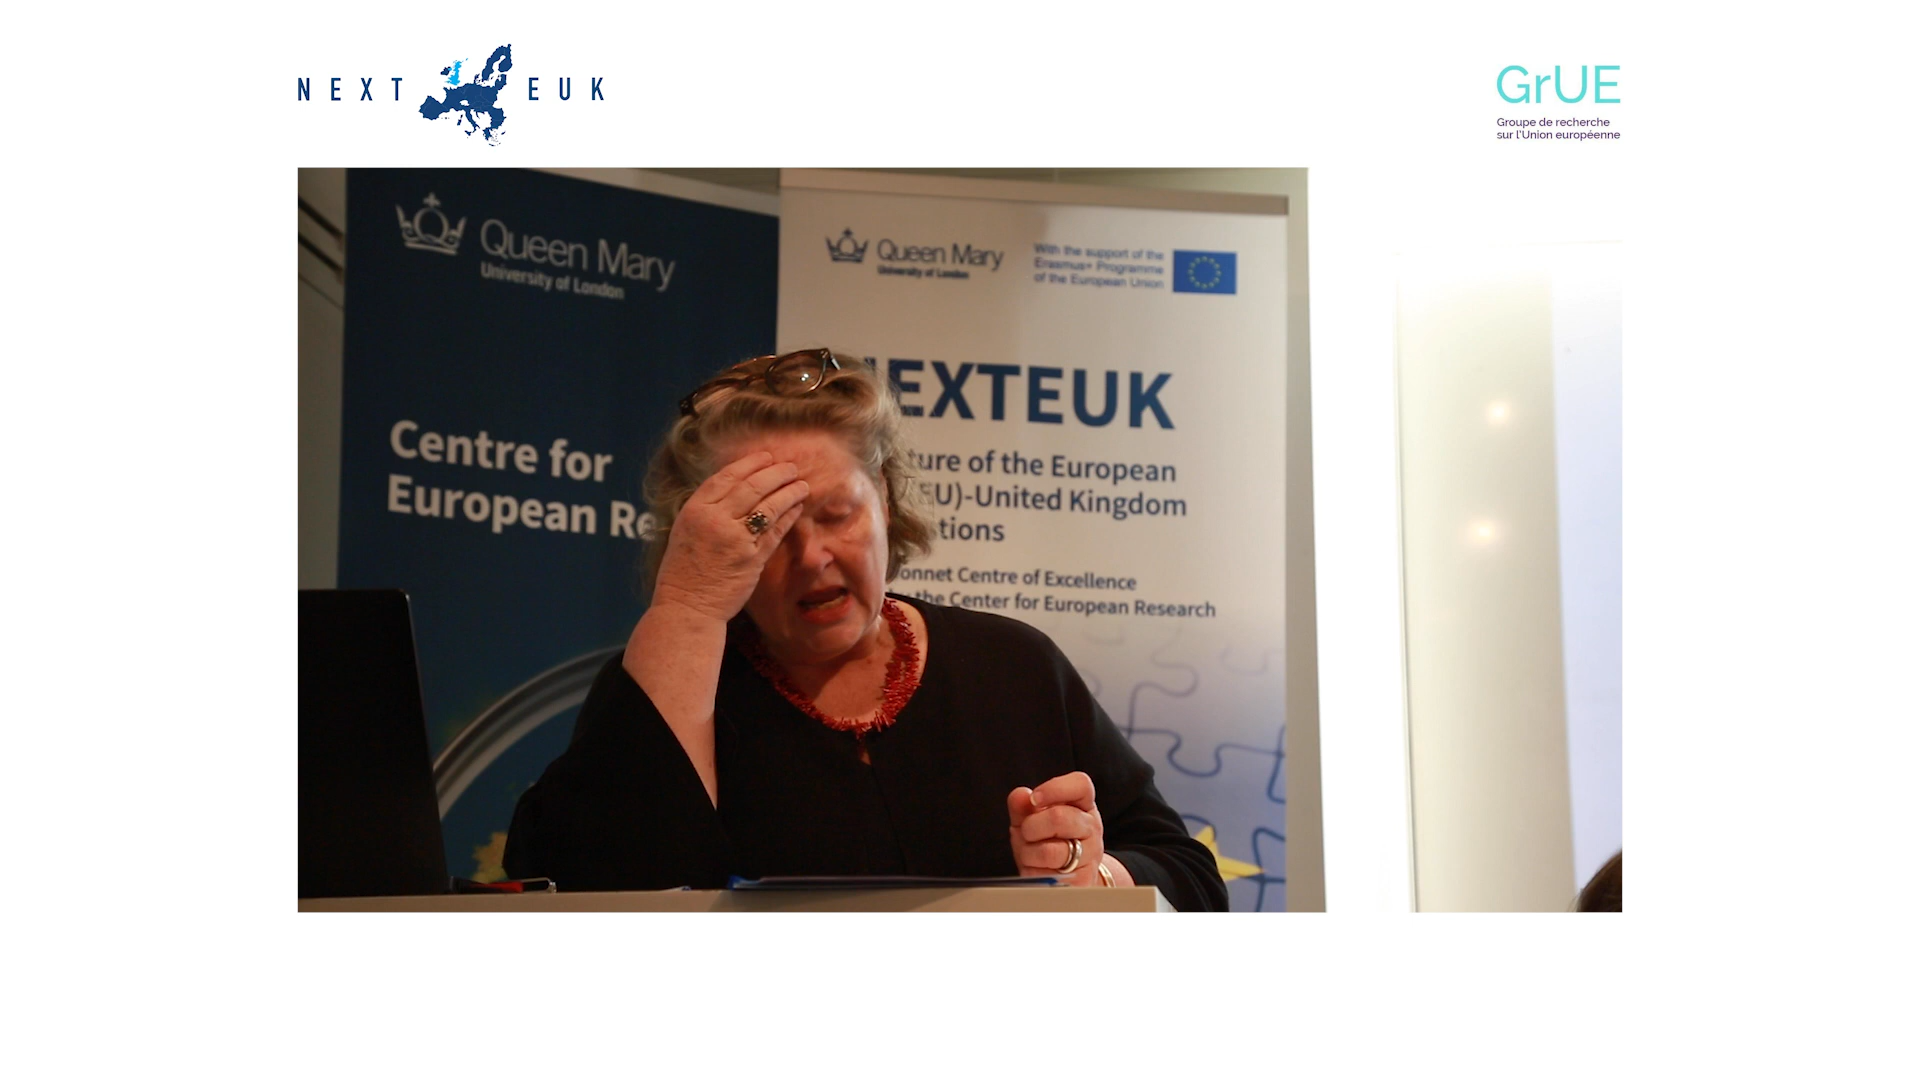 NEXT EUK
GrUE
Groupe de recherche
sur l'Union européenne
Queen Mary
University of London
Centre for
European Re
Queen Mary
University of London
With the support of the
Erasmus+ Programme
of the European Union
EXTEUK
ture of the European
EU)-United Kingdom
tions
onnet Centre of Excellence
by the Center for European Research